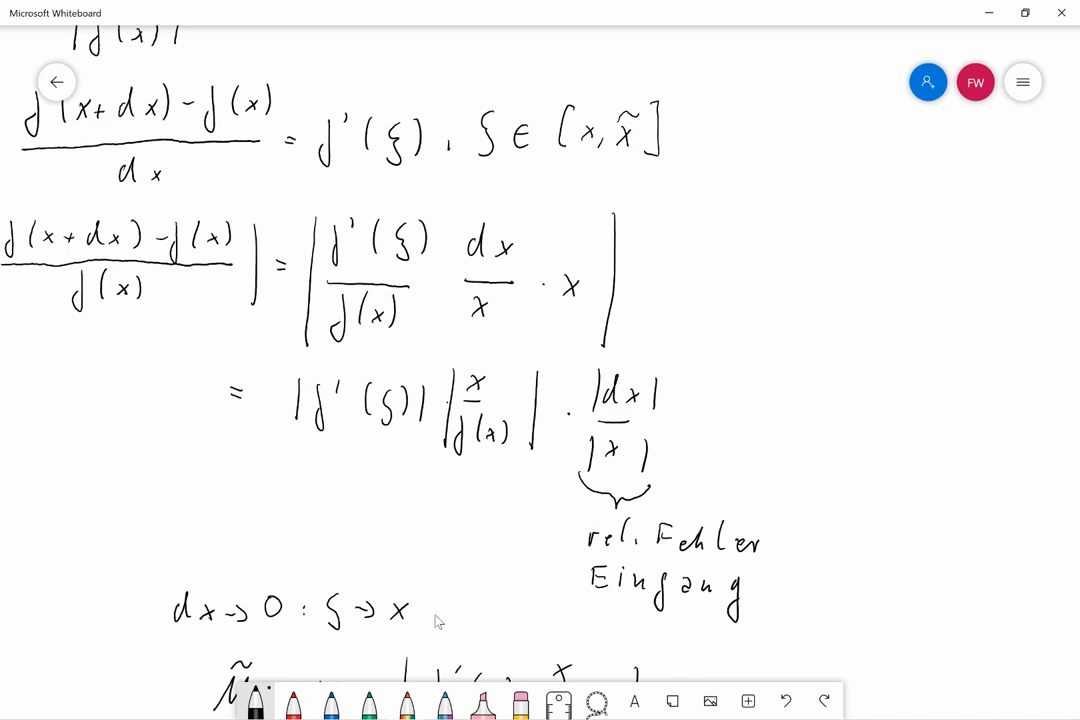 Microsoft Whiteboard
|f(x)|
FW
(f(x+dx) - f(x)) / dx = f'(ξ), ξ ∈ [x, x̃]
(f(x+dx) - f(x)) / f(x) | = | f'(ξ) / f(x) dx / x · x |
= |f'(ξ)| | x / f(x) | · |dx| / |x|
rel. Fehler
Eingang
dx → 0 : ξ → x
A